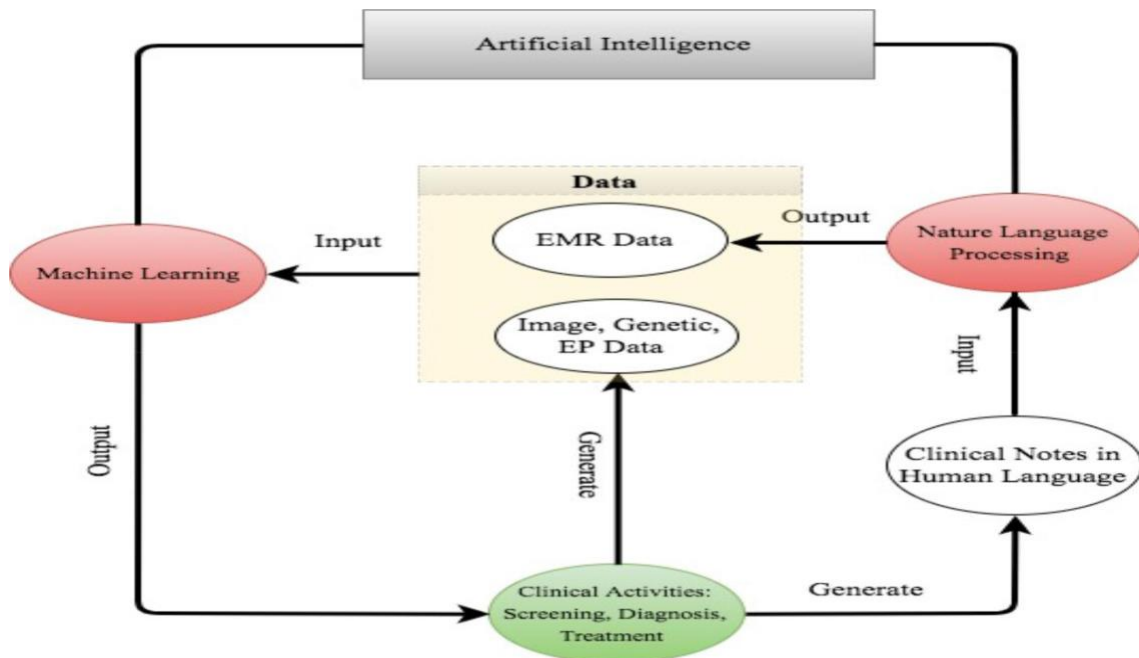 Artificial Intelligence
Data
Output
EMR Data
Nature Language
Processing
Input
Machine Learning
Image, Genetic,
EP Data
Input
Output
Generate
Clinical Notes in
Human Language
Clinical Activities:
Screening, Diagnosis,
Treatment
Generate